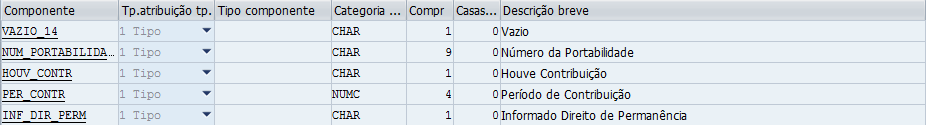 Componente Tp.atribuição tp. Tipo componente Categoria ... Compr Casas... Descrição breve
VAZIO_14 1 Tipo CHAR 1 0 Vazio
NUM_PORTABILIDA... 1 Tipo CHAR 9 0 Número da Portabilidade
HOUV_CONTR 1 Tipo CHAR 1 0 Houve Contribuição
PER_CONTR 1 Tipo NUMC 4 0 Período de Contribuição
INF_DIR_PERM 1 Tipo CHAR 1 0 Informado Direito de Permanência